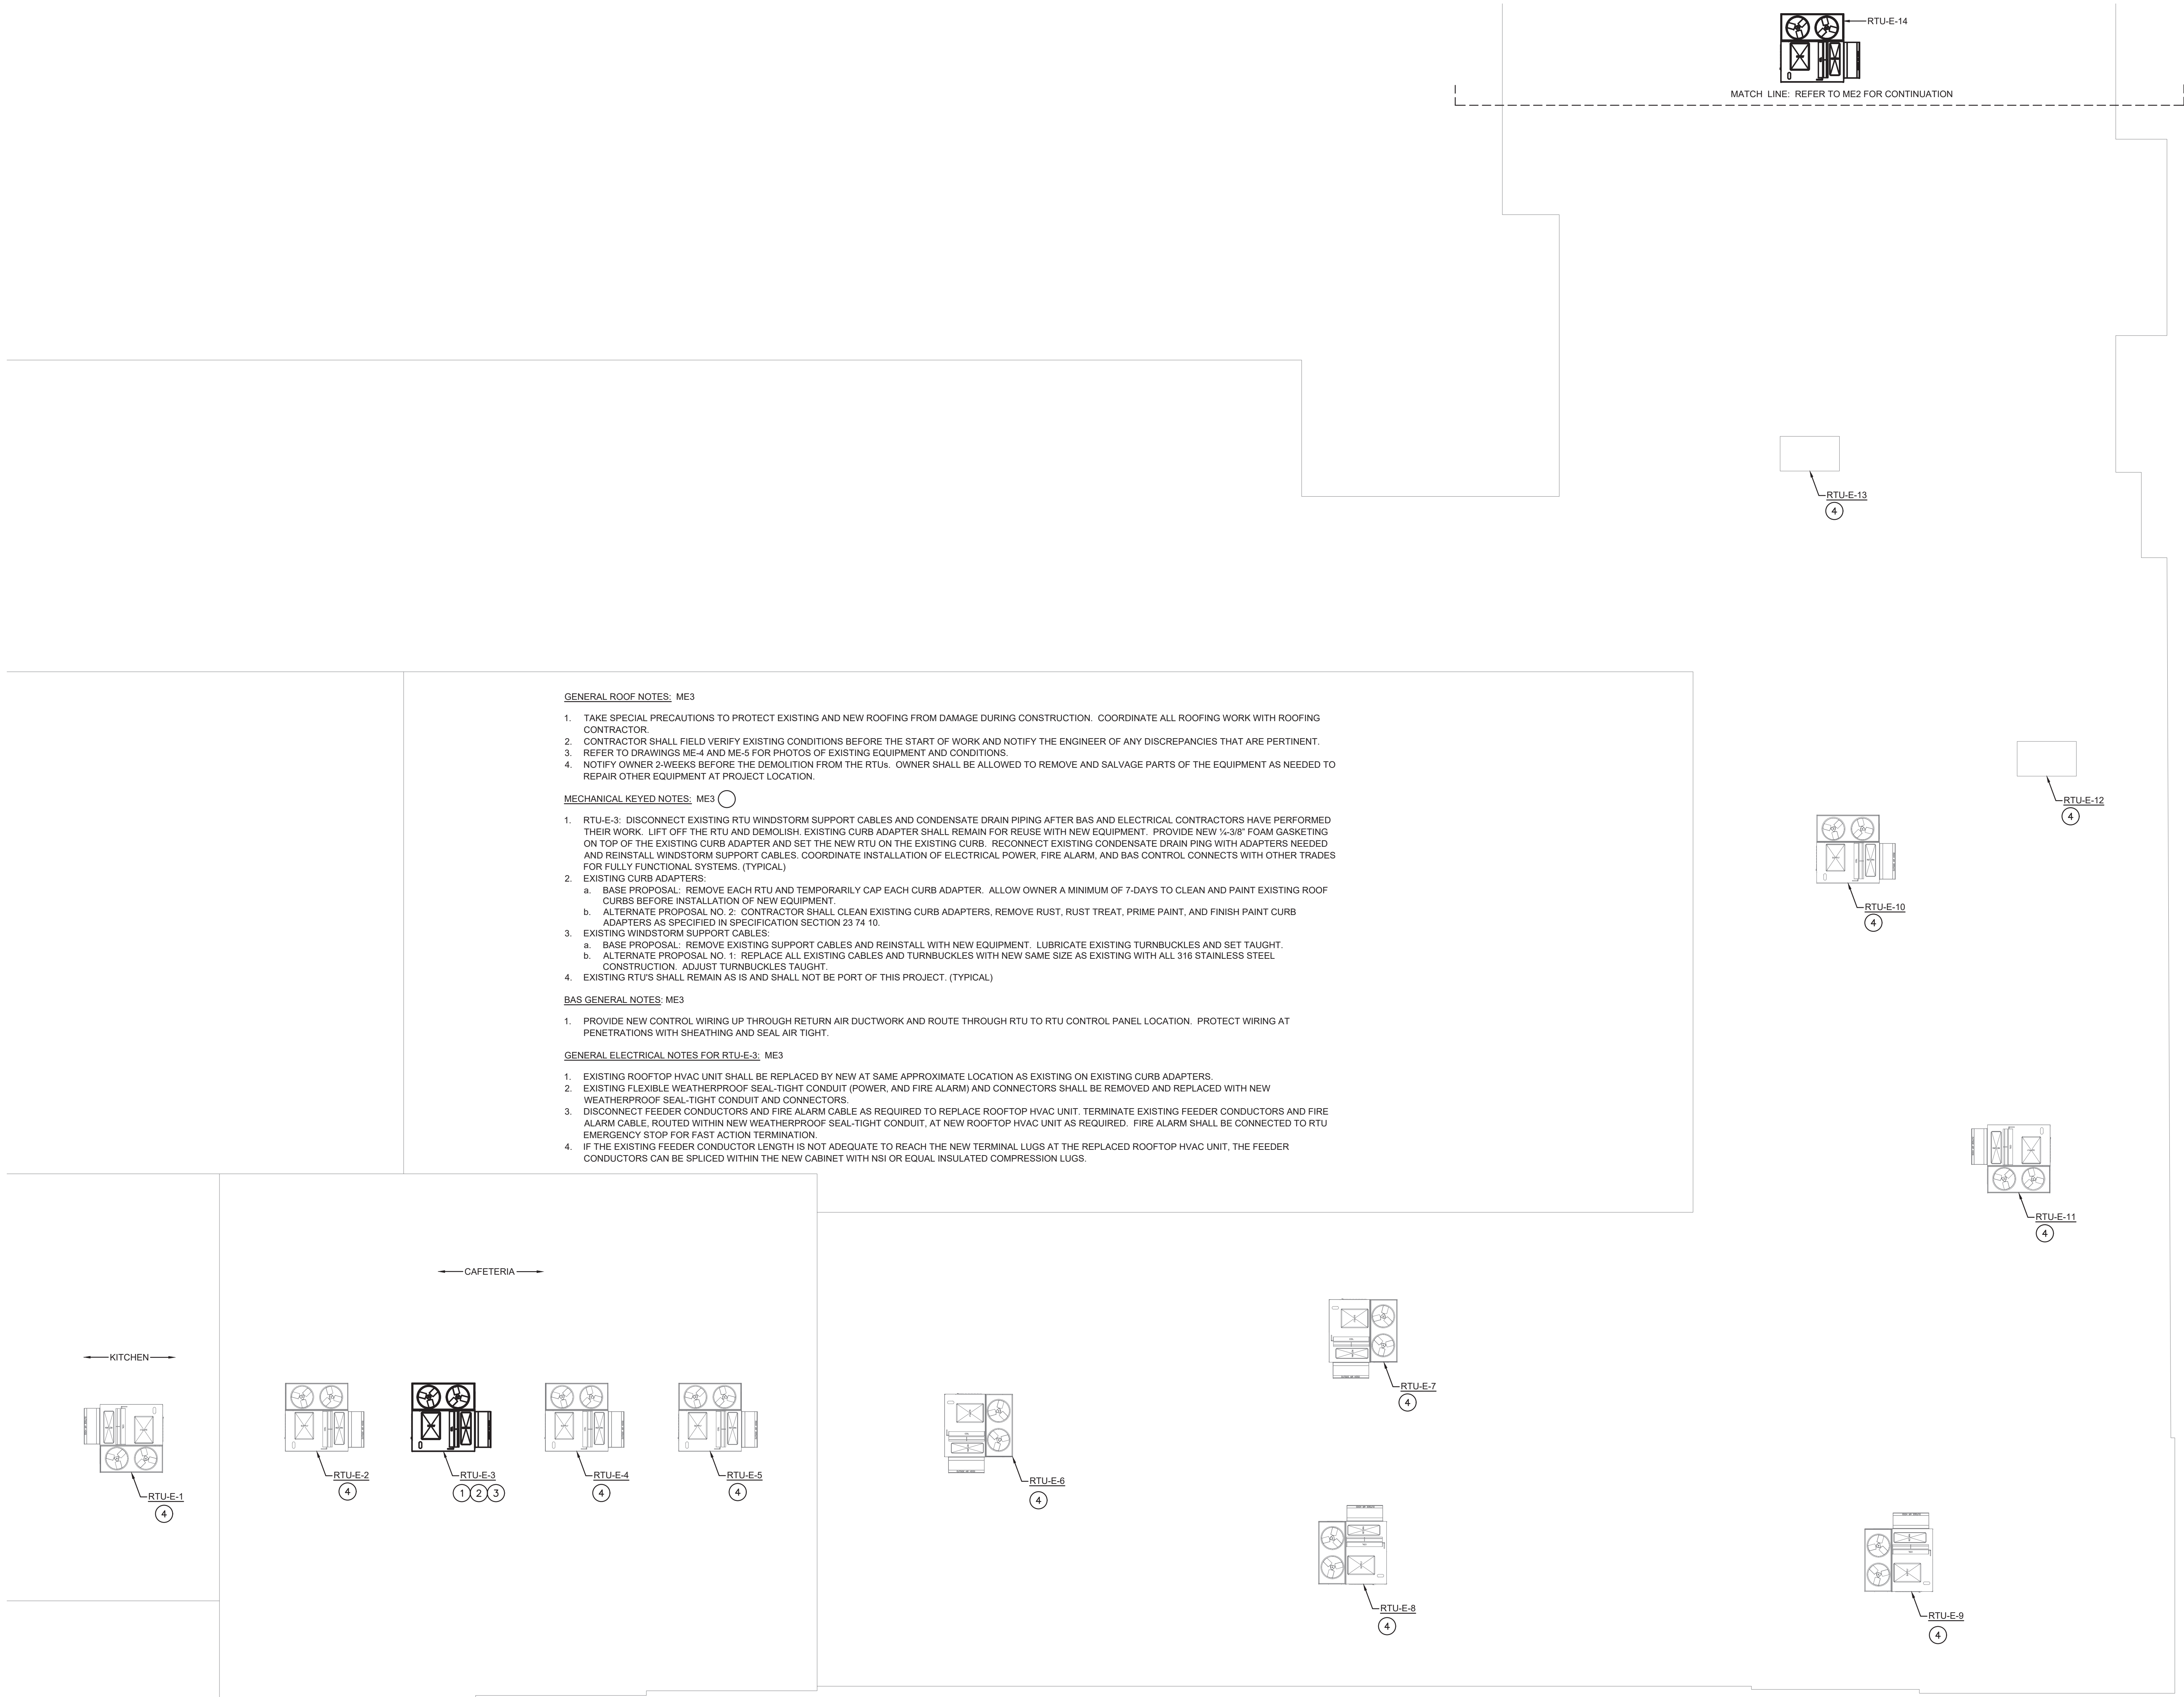 RTU-E-14
MATCH LINE: REFER TO ME2 FOR CONTINUATION
RTU-E-13
4
GENERAL ROOF NOTES: ME3
1. TAKE SPECIAL PRECAUTIONS TO PROTECT EXISTING AND NEW ROOFING FROM DAMAGE DURING CONSTRUCTION. COORDINATE ALL ROOFING WORK WITH ROOFING
CONTRACTOR.
2. CONTRACTOR SHALL FIELD VERIFY EXISTING CONDITIONS BEFORE THE START OF WORK AND NOTIFY THE ENGINEER OF ANY DISCREPANCIES THAT ARE PERTINENT.
3. REFER TO DRAWINGS ME-4 AND ME-5 FOR PHOTOS OF EXISTING EQUIPMENT AND CONDITIONS.
4. NOTIFY OWNER 2-WEEKS BEFORE THE DEMOLITION FROM THE RTUs. OWNER SHALL BE ALLOWED TO REMOVE AND SALVAGE PARTS OF THE EQUIPMENT AS NEEDED TO
REPAIR OTHER EQUIPMENT AT PROJECT LOCATION.
MECHANICAL KEYED NOTES: ME3
1. RTU-E-3: DISCONNECT EXISTING RTU WINDSTORM SUPPORT CABLES AND CONDENSATE DRAIN PIPING AFTER BAS AND ELECTRICAL CONTRACTORS HAVE PERFORMED
THEIR WORK. LIFT OFF THE RTU AND DEMOLISH. EXISTING CURB ADAPTER SHALL REMAIN FOR REUSE WITH NEW EQUIPMENT. PROVIDE NEW ¼-3/8" FOAM GASKETING
ON TOP OF THE EXISTING CURB ADAPTER AND SET THE NEW RTU ON THE EXISTING CURB. RECONNECT EXISTING CONDENSATE DRAIN PING WITH ADAPTERS NEEDED
AND REINSTALL WINDSTORM SUPPORT CABLES. COORDINATE INSTALLATION OF ELECTRICAL POWER, FIRE ALARM, AND BAS CONTROL CONNECTS WITH OTHER TRADES
FOR FULLY FUNCTIONAL SYSTEMS. (TYPICAL)
2. EXISTING CURB ADAPTERS:
a. BASE PROPOSAL: REMOVE EACH RTU AND TEMPORARILY CAP EACH CURB ADAPTER. ALLOW OWNER A MINIMUM OF 7-DAYS TO CLEAN AND PAINT EXISTING ROOF
CURBS BEFORE INSTALLATION OF NEW EQUIPMENT.
b. ALTERNATE PROPOSAL NO. 2: CONTRACTOR SHALL CLEAN EXISTING CURB ADAPTERS, REMOVE RUST, RUST TREAT, PRIME PAINT, AND FINISH PAINT CURB
ADAPTERS AS SPECIFIED IN SPECIFICATION SECTION 23 74 10.
3. EXISTING WINDSTORM SUPPORT CABLES:
a. BASE PROPOSAL: REMOVE EXISTING SUPPORT CABLES AND REINSTALL WITH NEW EQUIPMENT. LUBRICATE EXISTING TURNBUCKLES AND SET TAUGHT.
b. ALTERNATE PROPOSAL NO. 1: REPLACE ALL EXISTING CABLES AND TURNBUCKLES WITH NEW SAME SIZE AS EXISTING WITH ALL 316 STAINLESS STEEL
CONSTRUCTION. ADJUST TURNBUCKLES TAUGHT.
4. EXISTING RTU'S SHALL REMAIN AS IS AND SHALL NOT BE PORT OF THIS PROJECT. (TYPICAL)
BAS GENERAL NOTES: ME3
1. PROVIDE NEW CONTROL WIRING UP THROUGH RETURN AIR DUCTWORK AND ROUTE THROUGH RTU TO RTU CONTROL PANEL LOCATION. PROTECT WIRING AT
PENETRATIONS WITH SHEATHING AND SEAL AIR TIGHT.
GENERAL ELECTRICAL NOTES FOR RTU-E-3: ME3
1. EXISTING ROOFTOP HVAC UNIT SHALL BE REPLACED BY NEW AT SAME APPROXIMATE LOCATION AS EXISTING ON EXISTING CURB ADAPTERS.
2. EXISTING FLEXIBLE WEATHERPROOF SEAL-TIGHT CONDUIT (POWER, AND FIRE ALARM) AND CONNECTORS SHALL BE REMOVED AND REPLACED WITH NEW
WEATHERPROOF SEAL-TIGHT CONDUIT AND CONNECTORS.
3. DISCONNECT FEEDER CONDUCTORS AND FIRE ALARM CABLE AS REQUIRED TO REPLACE ROOFTOP HVAC UNIT. TERMINATE EXISTING FEEDER CONDUCTORS AND FIRE
ALARM CABLE, ROUTED WITHIN NEW WEATHERPROOF SEAL-TIGHT CONDUIT, AT NEW ROOFTOP HVAC UNIT AS REQUIRED. FIRE ALARM SHALL BE CONNECTED TO RTU
EMERGENCY STOP FOR FAST ACTION TERMINATION.
4. IF THE EXISTING FEEDER CONDUCTOR LENGTH IS NOT ADEQUATE TO REACH THE NEW TERMINAL LUGS AT THE REPLACED ROOFTOP HVAC UNIT, THE FEEDER
CONDUCTORS CAN BE SPLICED WITHIN THE NEW CABINET WITH NSI OR EQUAL INSULATED COMPRESSION LUGS.
RTU-E-12
4
RTU-E-10
4
RTU-E-11
4
CAFETERIA
KITCHEN
RTU-E-1
4
RTU-E-2
4
RTU-E-3
1 2 3
RTU-E-4
4
RTU-E-5
4
RTU-E-6
4
RTU-E-7
4
RTU-E-8
4
RTU-E-9
4